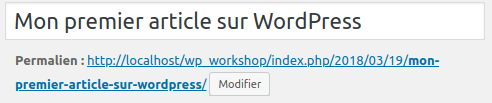 Mon premier article sur WordPress
Permalien : http://localhost/wp_workshop/index.php/2018/03/19/mon-
premier-article-sur-wordpress/ Modifier